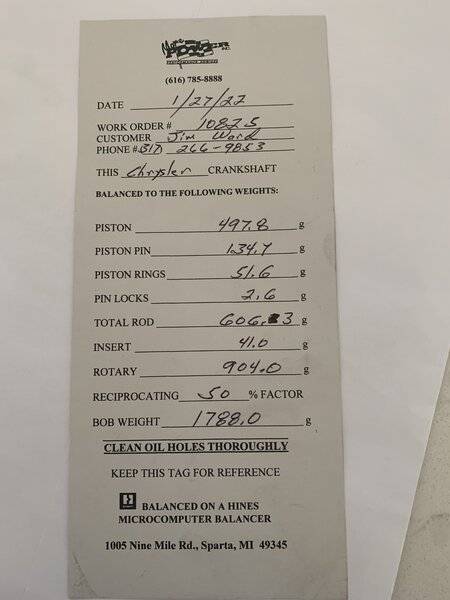 PORTER
(616) 785-8888
DATE 1/27/22
WORK ORDER # 10825
CUSTOMER Jim Ward
PHONE # 317 266-9853
THIS Chrysler CRANKSHAFT
BALANCED TO THE FOLLOWING WEIGHTS:
PISTON 497.8 g
PISTON PIN 134.7 g
PISTON RINGS 51.6 g
PIN LOCKS 2.6 g
TOTAL ROD 606.3 g
INSERT 41.0 g
ROTARY 904.0 g
RECIPROCATING 50 % FACTOR
BOB WEIGHT 1788.0 g
CLEAN OIL HOLES THOROUGHLY
KEEP THIS TAG FOR REFERENCE
BALANCED ON A HINES
MICROCOMPUTER BALANCER
1005 Nine Mile Rd., Sparta, MI 49345